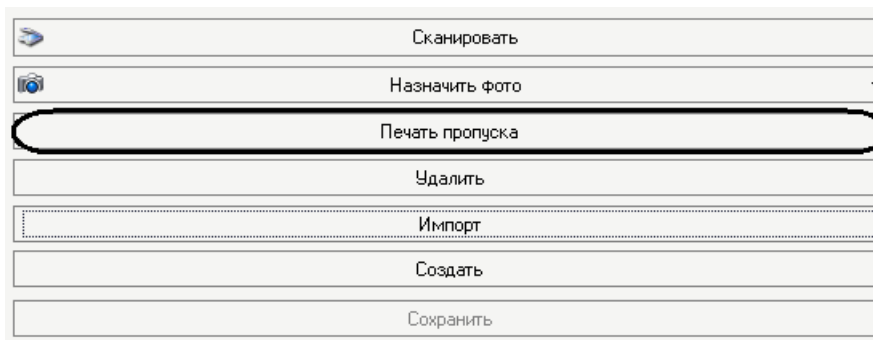 Сканировать
Назначить фото
Печать пропуска
Удалить
Импорт
Создать
Сохранить